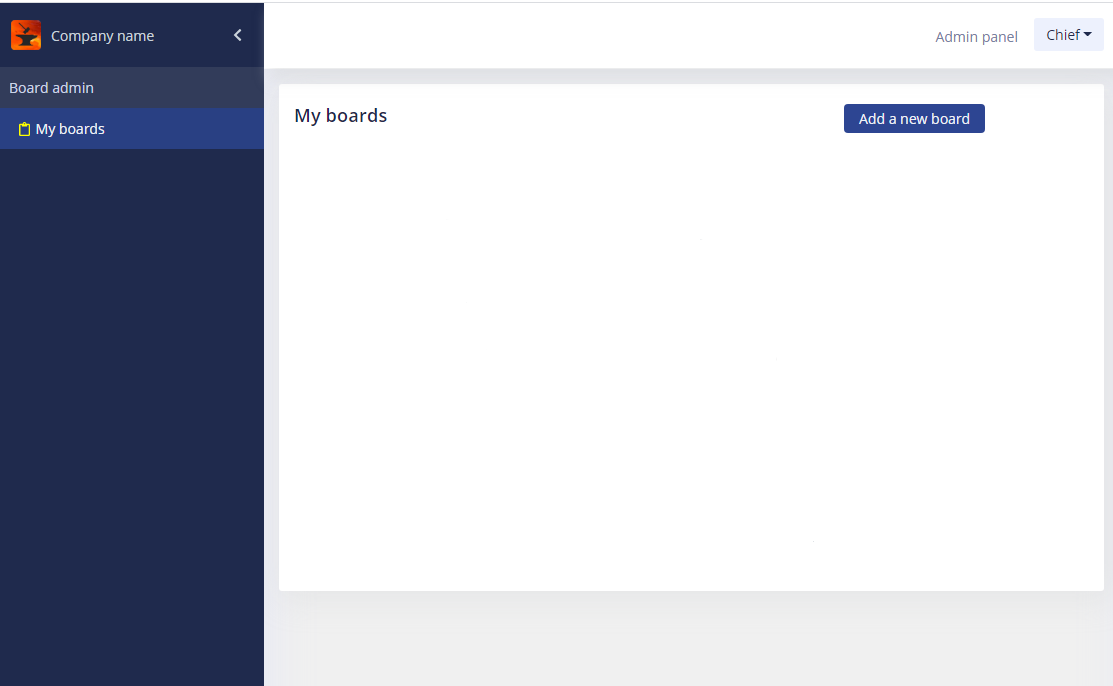 Company name
Admin panel
Chief
Board admin
My boards
My boards
Add a new board